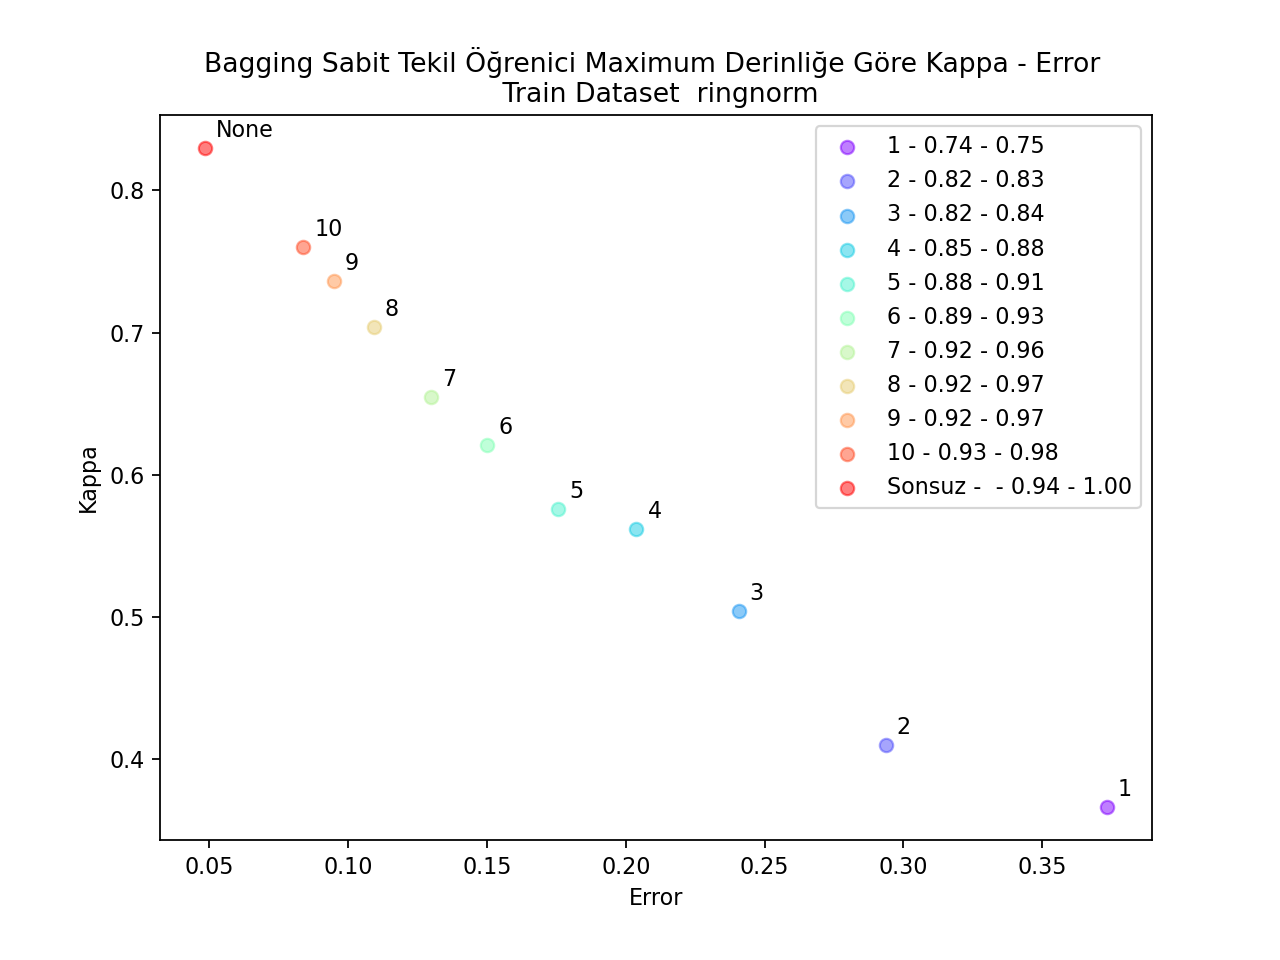 Bagging Sabit Tekil Öğrenici Maximum Derinliğe Göre Kappa - Error
Train Dataset  ringnorm
None
10
9
8
7
6
5
4
3
2
1
1 - 0.74 - 0.75
2 - 0.82 - 0.83
3 - 0.82 - 0.84
4 - 0.85 - 0.88
5 - 0.88 - 0.91
6 - 0.89 - 0.93
7 - 0.92 - 0.96
8 - 0.92 - 0.97
9 - 0.92 - 0.97
10 - 0.93 - 0.98
Sonsuz -  - 0.94 - 1.00
Kappa
0.8
0.7
0.6
0.5
0.4
0.05 0.10 0.15 0.20 0.25 0.30 0.35
Error